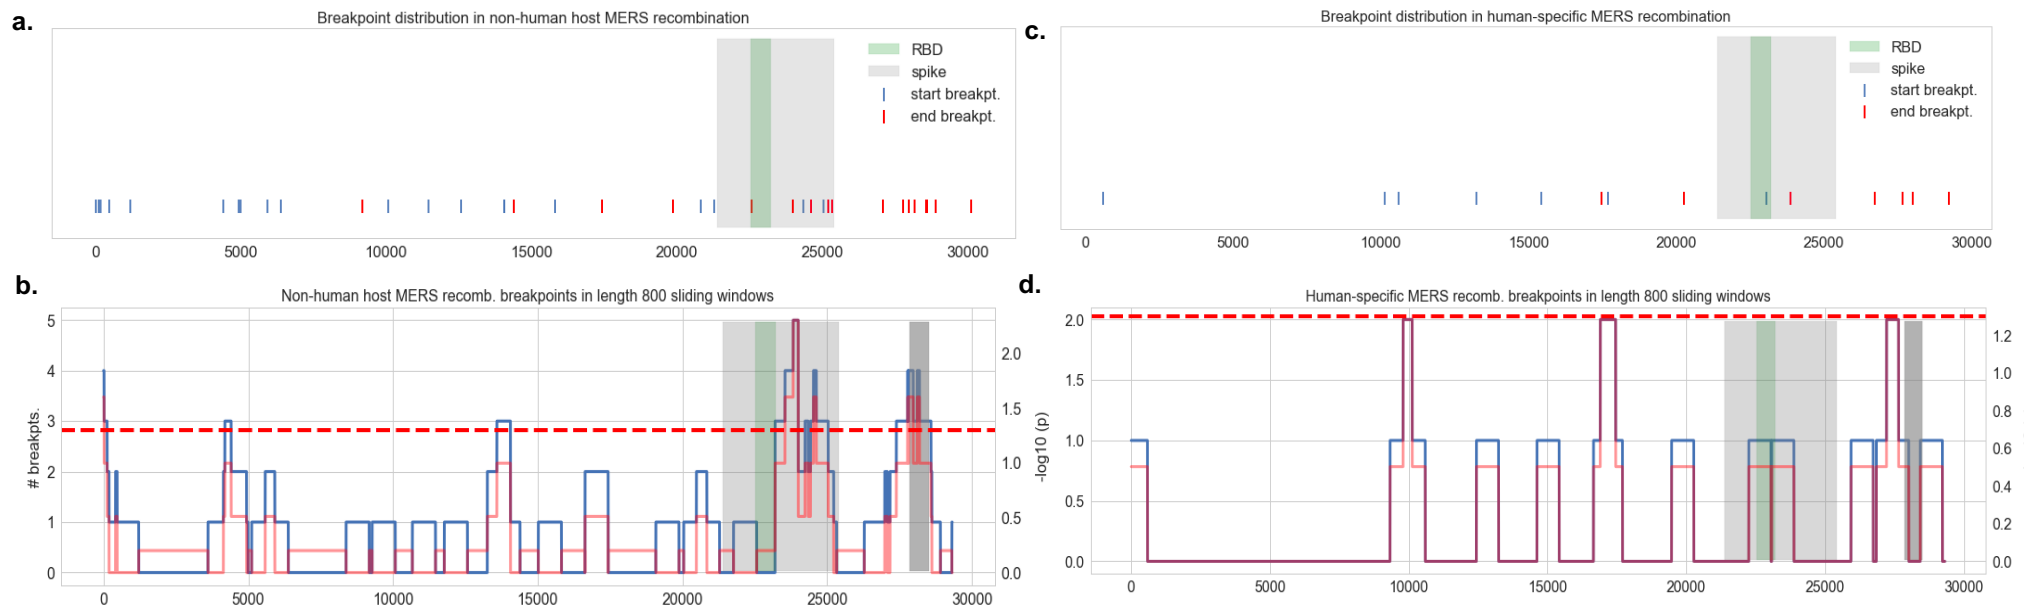 a.
Breakpoint distribution in non-human host MERS recombination
RBD
spike
start breakpt.
end breakpt.
0 5000 10000 15000 20000 25000 30000
c.
Breakpoint distribution in human-specific MERS recombination
RBD
spike
start breakpt.
end breakpt.
0 5000 10000 15000 20000 25000 30000
b.
Non-human host MERS recomb. breakpoints in length 800 sliding windows
# breakpts.
5
4
3
2
1
0
2.0
1.5
1.0
0.5
0.0
0 5000 10000 15000 20000 25000 30000
d.
Human-specific MERS recomb. breakpoints in length 800 sliding windows
-log10 (p)
2.0
1.5
1.0
0.5
0.0
1.2
1.0
0.8
0.6
0.4
0.2
0.0
0 5000 10000 15000 20000 25000 30000